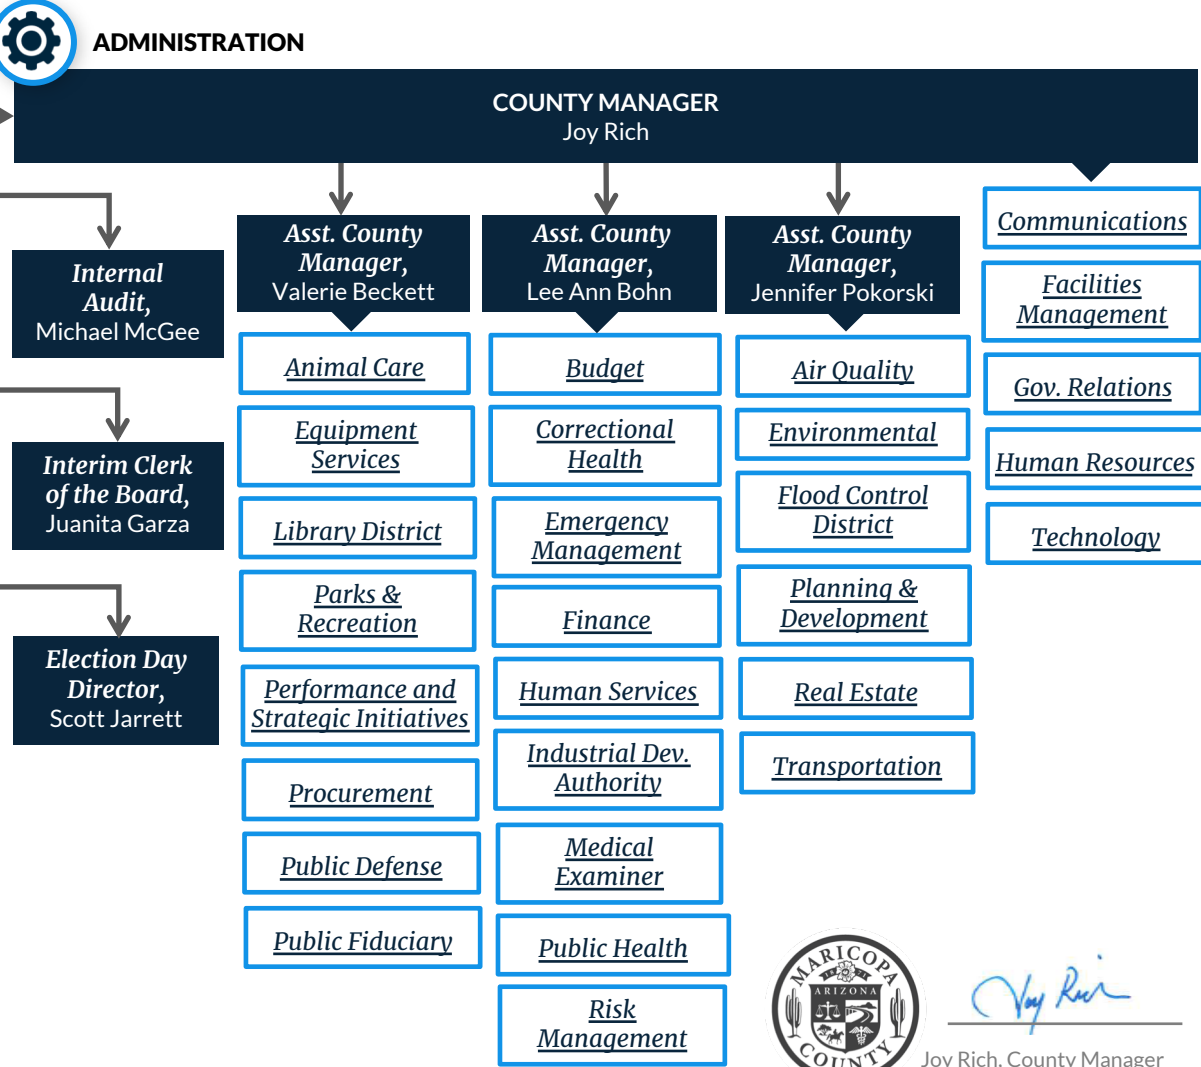 ADMINISTRATION
COUNTY MANAGER
Joy Rich
Internal
Audit,
Michael McGee
Interim Clerk
of the Board,
Juanita Garza
Election Day
Director,
Scott Jarrett
Asst. County
Manager,
Valerie Beckett
Animal Care
Equipment
Services
Library District
Parks &
Recreation
Performance and
Strategic Initiatives
Procurement
Public Defense
Public Fiduciary
Asst. County
Manager,
Lee Ann Bohn
Budget
Correctional
Health
Emergency
Management
Finance
Human Services
Industrial Dev.
Authority
Medical
Examiner
Public Health
Risk
Management
Asst. County
Manager,
Jennifer Pokorski
Air Quality
Environmental
Flood Control
District
Planning &
Development
Real Estate
Transportation
Communications
Facilities
Management
Gov. Relations
Human Resources
Technology
MARICOPA
ARIZONA
COUNTY
Joy Rich
Joy Rich, County Manager